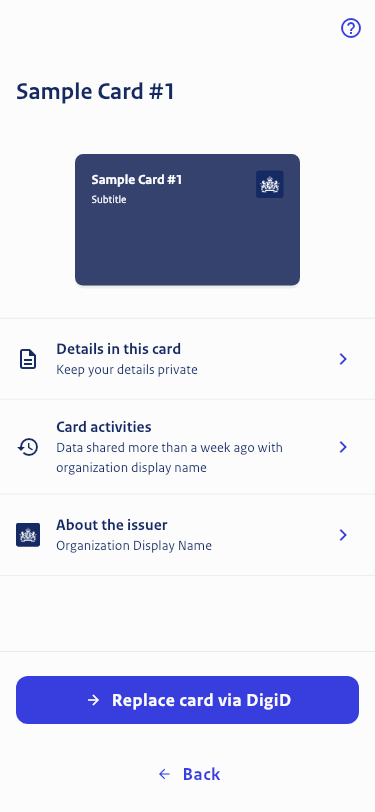 Sample Card #1
Sample Card #1
Subtitle
Details in this card
Keep your details private
Card activities
Data shared more than a week ago with
organization display name
About the issuer
Organization Display Name
Replace card via DigiD
Back